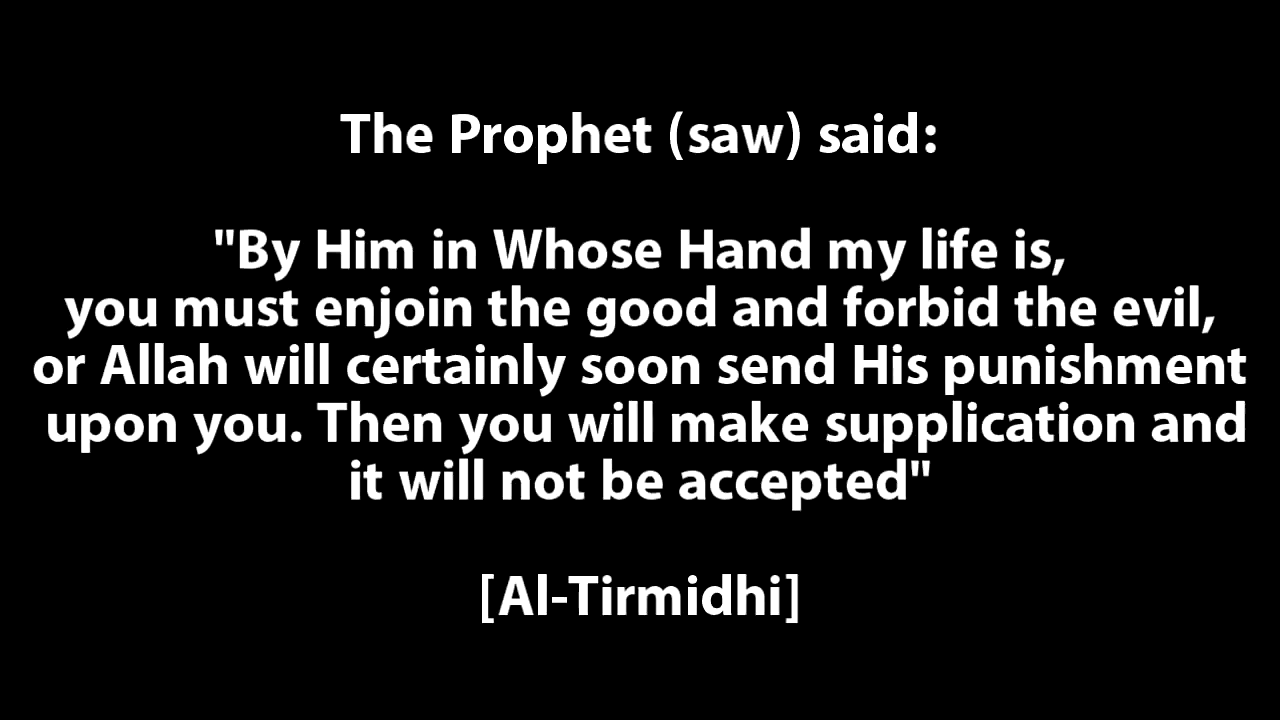 The Prophet (saw) said:
"By Him in Whose Hand my life is,
you must enjoin the good and forbid the evil,
or Allah will certainly soon send His punishment
upon you. Then you will make supplication and
it will not be accepted"
[Al-Tirmidhi]